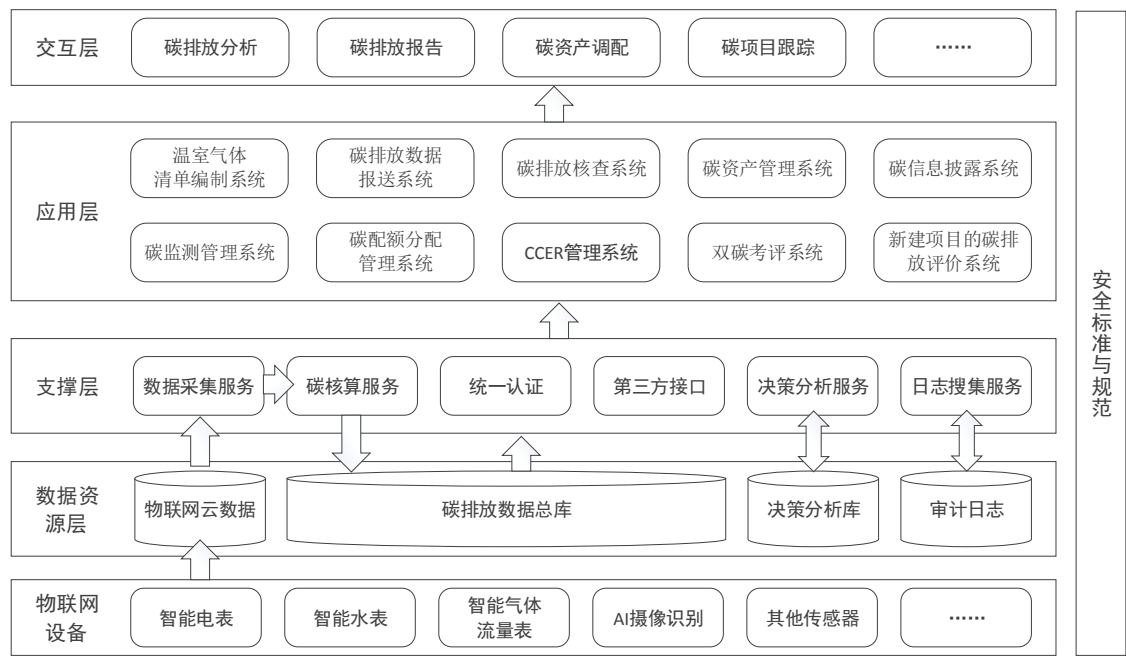 交互层
碳排放分析
碳排放报告
碳资产调配
碳项目跟踪
……
应用层
温室气体
清单编制系统
碳排放数据
报送系统
碳排放核查系统
碳资产管理系统
碳信息披露系统
碳监测管理系统
碳配额分配
管理系统
CCER管理系统
双碳考评系统
新建项目的碳排
放评价系统
支撑层
数据采集服务
碳核算服务
统一认证
第三方接口
决策分析服务
日志搜集服务
数据资
源层
物联网云数据
碳排放数据总库
决策分析库
审计日志
物联网
设备
智能电表
智能水表
智能气体
流量表
AI摄像识别
其他传感器
……
安全标准与规范